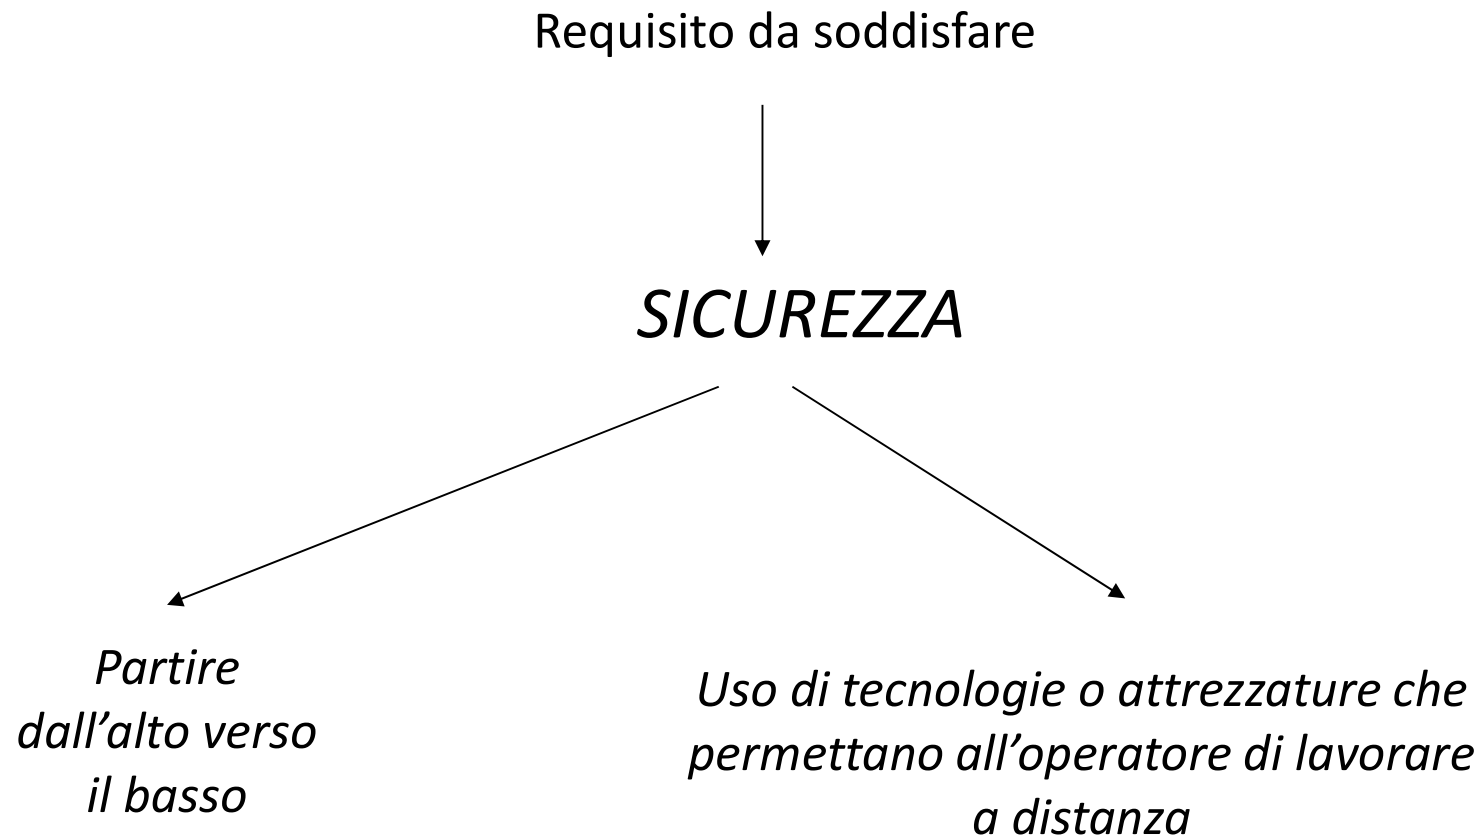 Requisito da soddisfare
SICUREZZA
Partire
dall’alto verso
il basso
Uso di tecnologie o attrezzature che
permettano all’operatore di lavorare
a distanza